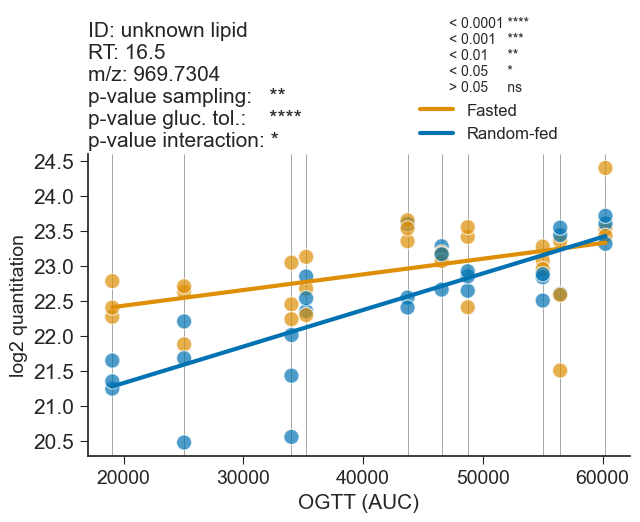 ID: unknown lipid
RT: 16.5
m/z: 969.7304
p-value sampling: **
p-value gluc. tol.: ****
p-value interaction: *
< 0.0001 ****
< 0.001 ***
< 0.01 **
< 0.05 *
> 0.05 ns
Fasted
Random-fed
log2 quantitation
24.5
24.0
23.5
23.0
22.5
22.0
21.5
21.0
20.5
20000 30000 40000 50000 60000
OGTT (AUC)